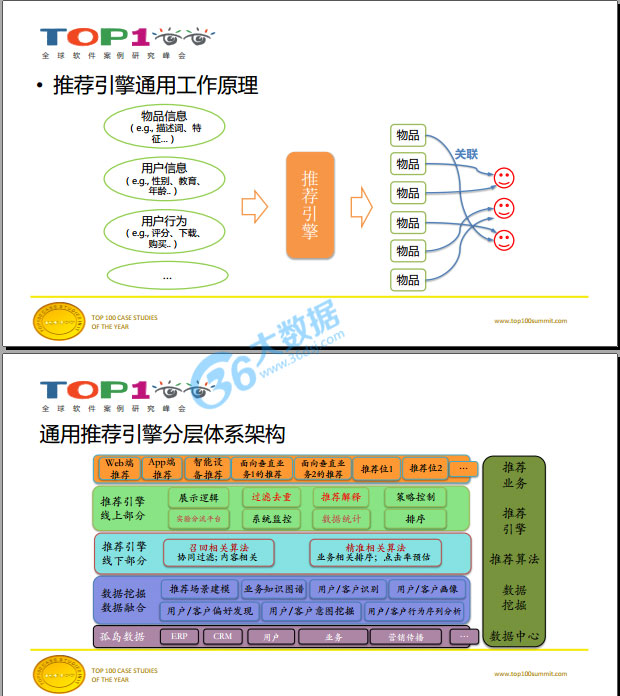 TOP100
全球软件案例研究峰会
• 推荐引擎通用工作原理
物品信息
(e.g., 描述词、特
征...)
用户信息
(e.g., 性别、教育、
年龄..)
用户行为
(e.g., 评分、下载、
购买..)
...
推荐引擎
物品
物品
物品
物品
物品
物品
关联
TOP 100 CASE STUDIES
OF THE YEAR
www.top100summit.com
36大数据
www.36dsj.com
TOP100
全球软件案例研究峰会
通用推荐引擎分层体系架构
Web端
推荐
App端
推荐
智能设
备推荐
面向垂直业
务1的推荐
面向垂直业
务2的推荐
推荐位1
推荐位2
...
推荐引擎
线上部分
展示逻辑
过滤去重
推荐解释
策略控制
实验分流平台
系统监控
数据统计
排序
推荐引擎
线下部分
召回相关算法
协同过滤;内容相关
精准相关算法
业务相关排序;点击率预估
数据挖掘
数据融合
推荐场景建模
业务知识图谱
用户/客户识别
用户/客户画像
用户/客户偏好发现
用户/客户意图挖掘
用户/客户行为序列分析
孤岛数据
ERP
CRM
用户
业务
营销传播
...
推荐
业务
推荐
引擎
推荐算法
数据
挖掘
数据中心
TOP 100 CASE STUDIES
OF THE YEAR
www.top100summit.com